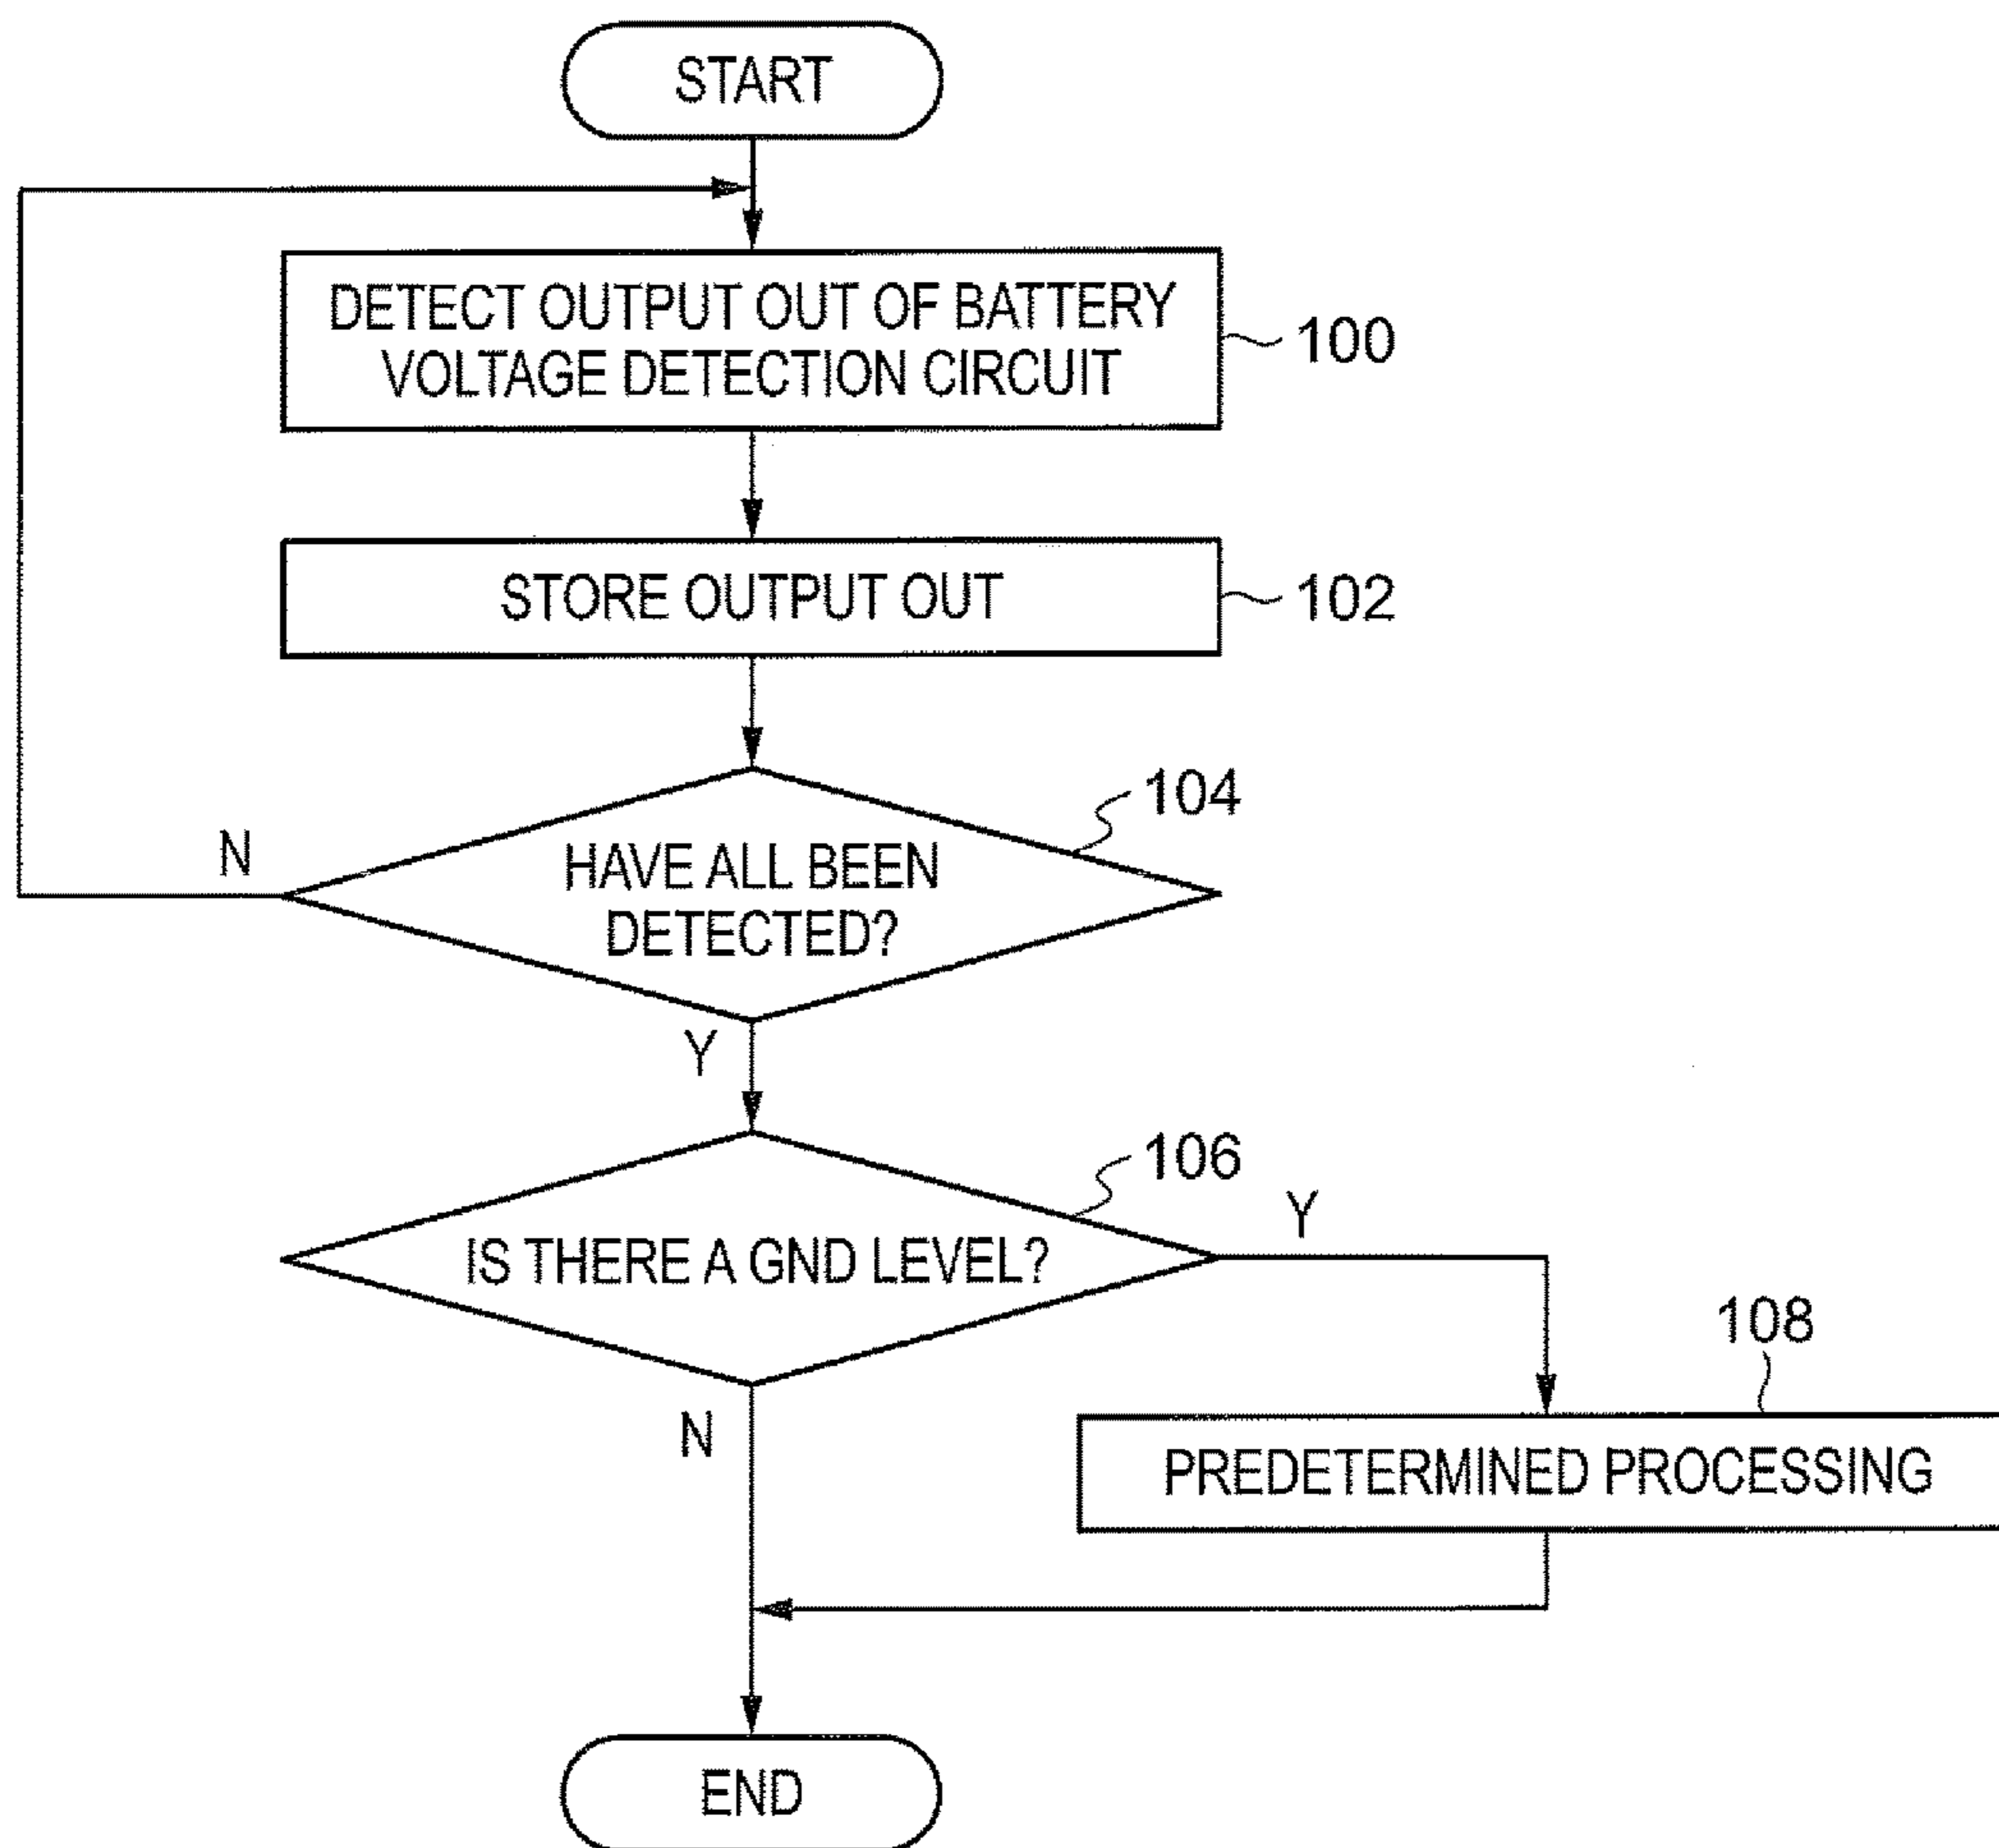 START
DETECT OUTPUT OUT OF BATTERY
VOLTAGE DETECTION CIRCUIT
100
STORE OUTPUT OUT
102
104
HAVE ALL BEEN
DETECTED?
N
Y
106
IS THERE A GND LEVEL?
Y
N
108
PREDETERMINED PROCESSING
END